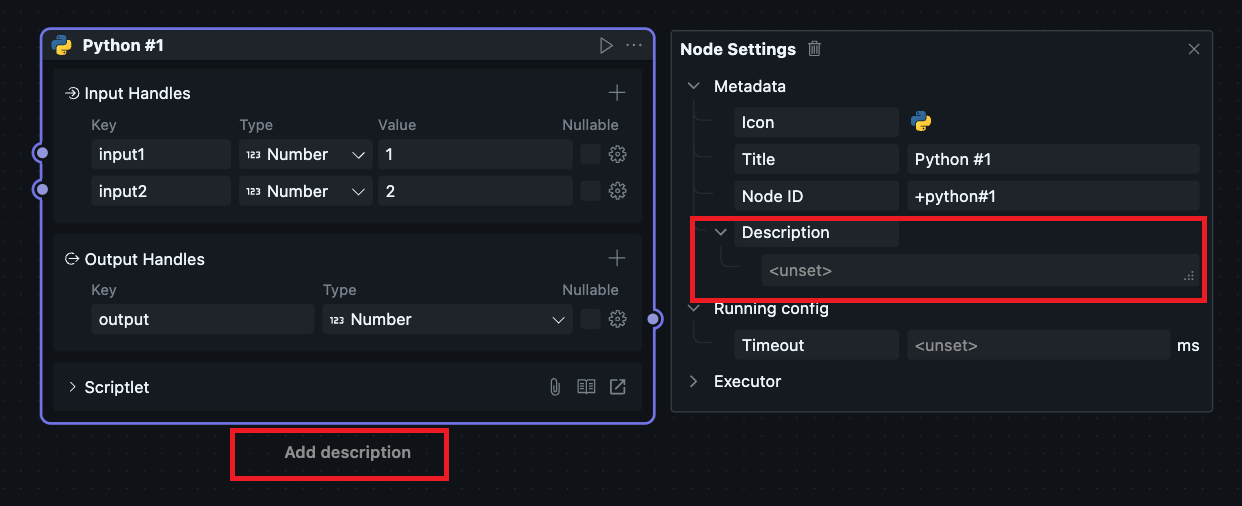 Python #1
Input Handles
Key Type Value Nullable
input1 123 Number 1
input2 123 Number 2
Output Handles
Key Type Nullable
output 123 Number
Scriptlet
Add description
Node Settings
Metadata
Icon
Title Python #1
Node ID +python#1
Description
<unset>
Running config
Timeout <unset> ms
Executor